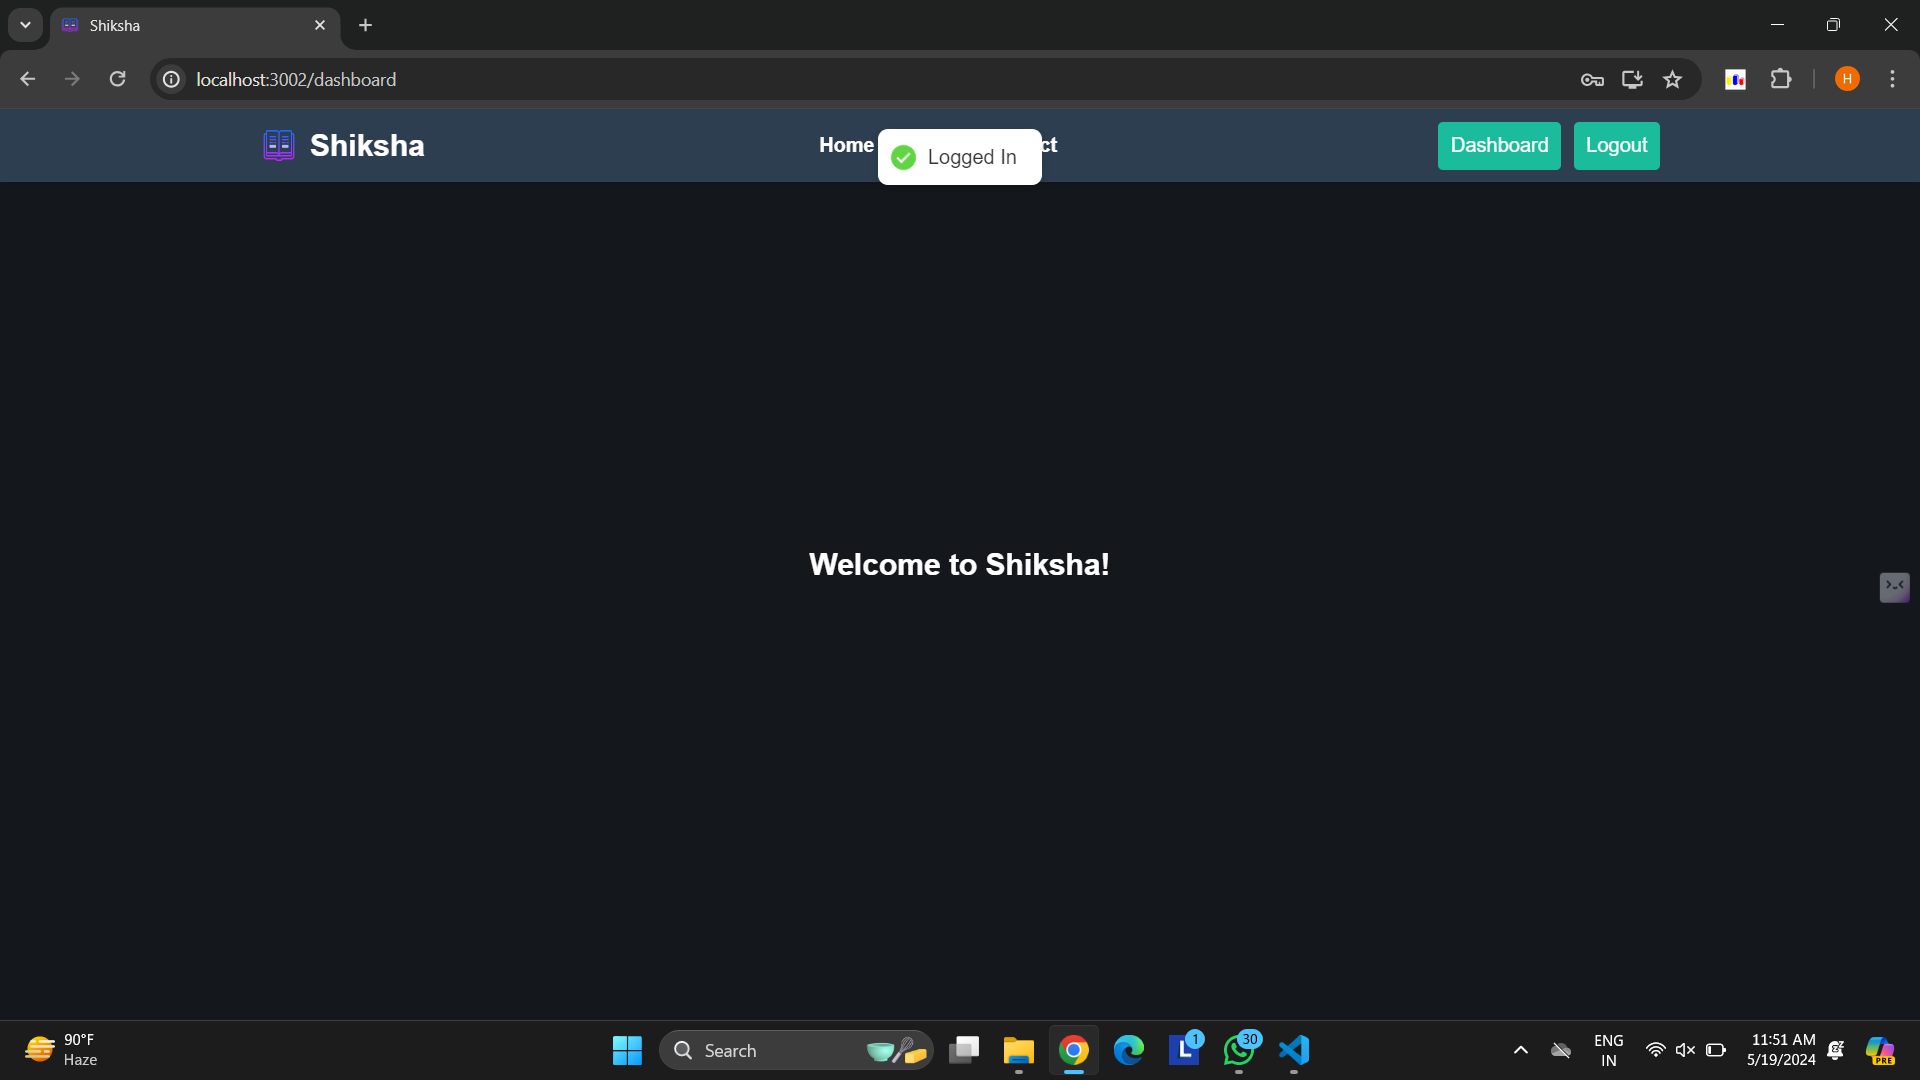 Shiksha
localhost:3002/dashboard
H
Shiksha
Home
Logged In
ct
Dashboard
Logout
Welcome to Shiksha!
90°F
Haze
Search
L
1
30
PRE
ENG
IN
11:51 AM
5/19/2024